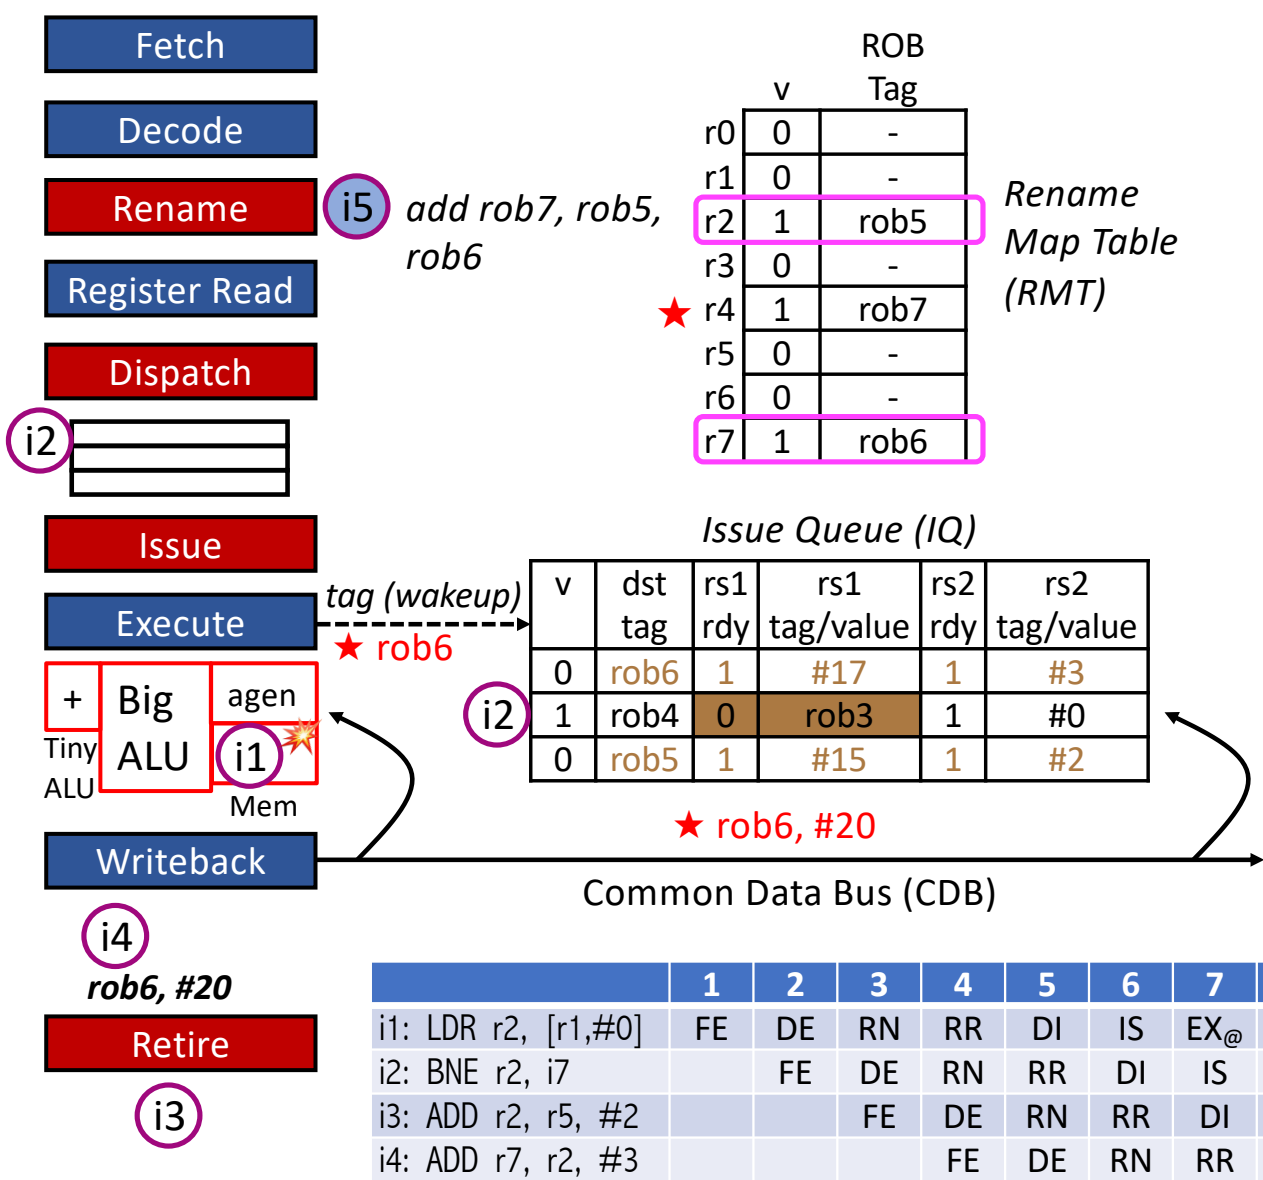 Fetch
Decode
Rename
i5
add rob7, rob5,
rob6
Register Read
Dispatch
i2
Issue
Execute
tag (wakeup)
★ rob6
+
Big
ALU
agen
Tiny
ALU
i1
Mem
Writeback
i4
rob6, #20
Retire
i3
ROB
v Tag
r0 0 -
r1 0 -
r2 1 rob5
r3 0 -
★ r4 1 rob7
r5 0 -
r6 0 -
r7 1 rob6
Rename
Map Table
(RMT)
Issue Queue (IQ)
v dst rs1 rs1 rs2 rs2
tag rdy tag/value rdy tag/value
0 rob6 1 #17 1 #3
i2 1 rob4 0 rob3 1 #0
0 rob5 1 #15 1 #2
★ rob6, #20
Common Data Bus (CDB)
1 2 3 4 5 6 7
i1: LDR r2, [r1,#0] FE DE RN RR DI IS EX@
i2: BNE r2, i7 FE DE RN RR DI IS
i3: ADD r2, r5, #2 FE DE RN RR DI
i4: ADD r7, r2, #3 FE DE RN RR